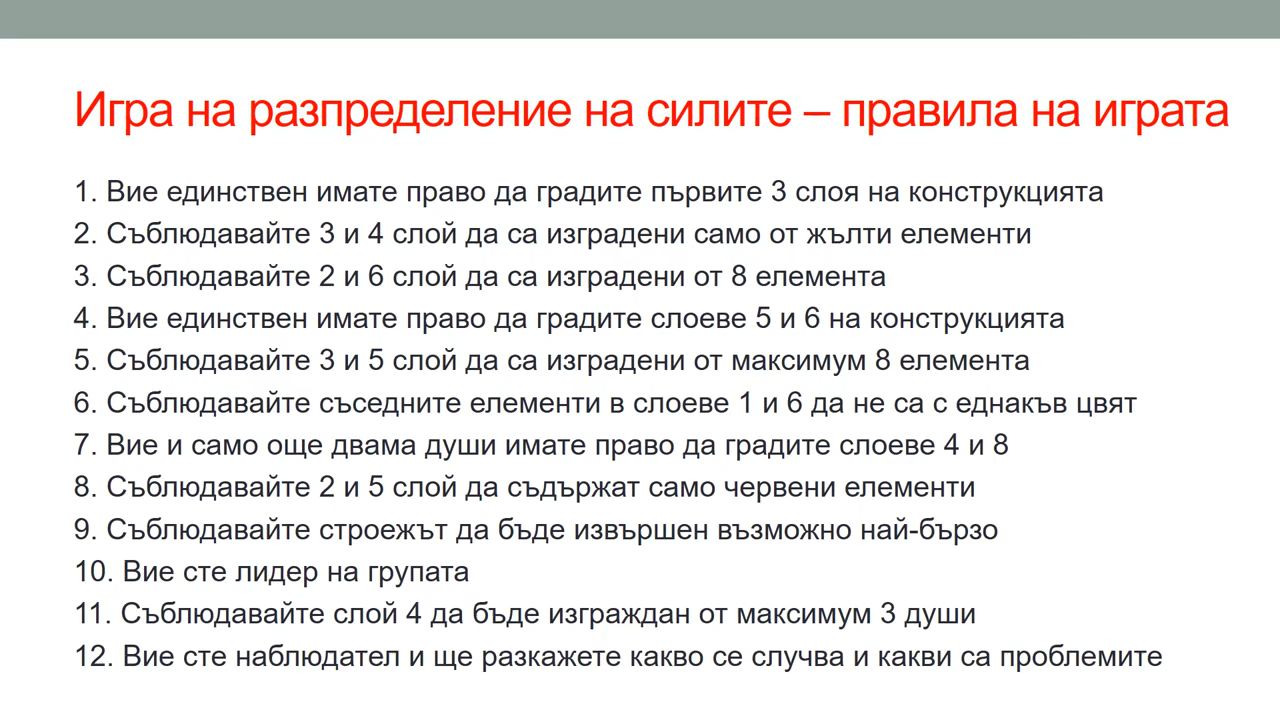 Игра на разпределение на силите – правила на играта
1. Вие единствен имате право да градите първите 3 слоя на конструкцията
2. Съблюдавайте 3 и 4 слой да са изградени само от жълти елементи
3. Съблюдавайте 2 и 6 слой да са изградени от 8 елемента
4. Вие единствен имате право да градите слоеве 5 и 6 на конструкцията
5. Съблюдавайте 3 и 5 слой да са изградени от максимум 8 елемента
6. Съблюдавайте съседните елементи в слоеве 1 и 6 да не са с еднакъв цвят
7. Вие и само още двама души имате право да градите слоеве 4 и 8
8. Съблюдавайте 2 и 5 слой да съдържат само червени елементи
9. Съблюдавайте строежът да бъде извършен възможно най-бързо
10. Вие сте лидер на групата
11. Съблюдавайте слой 4 да бъде изграждан от максимум 3 души
12. Вие сте наблюдател и ще разкажете какво се случва и какви са проблемите